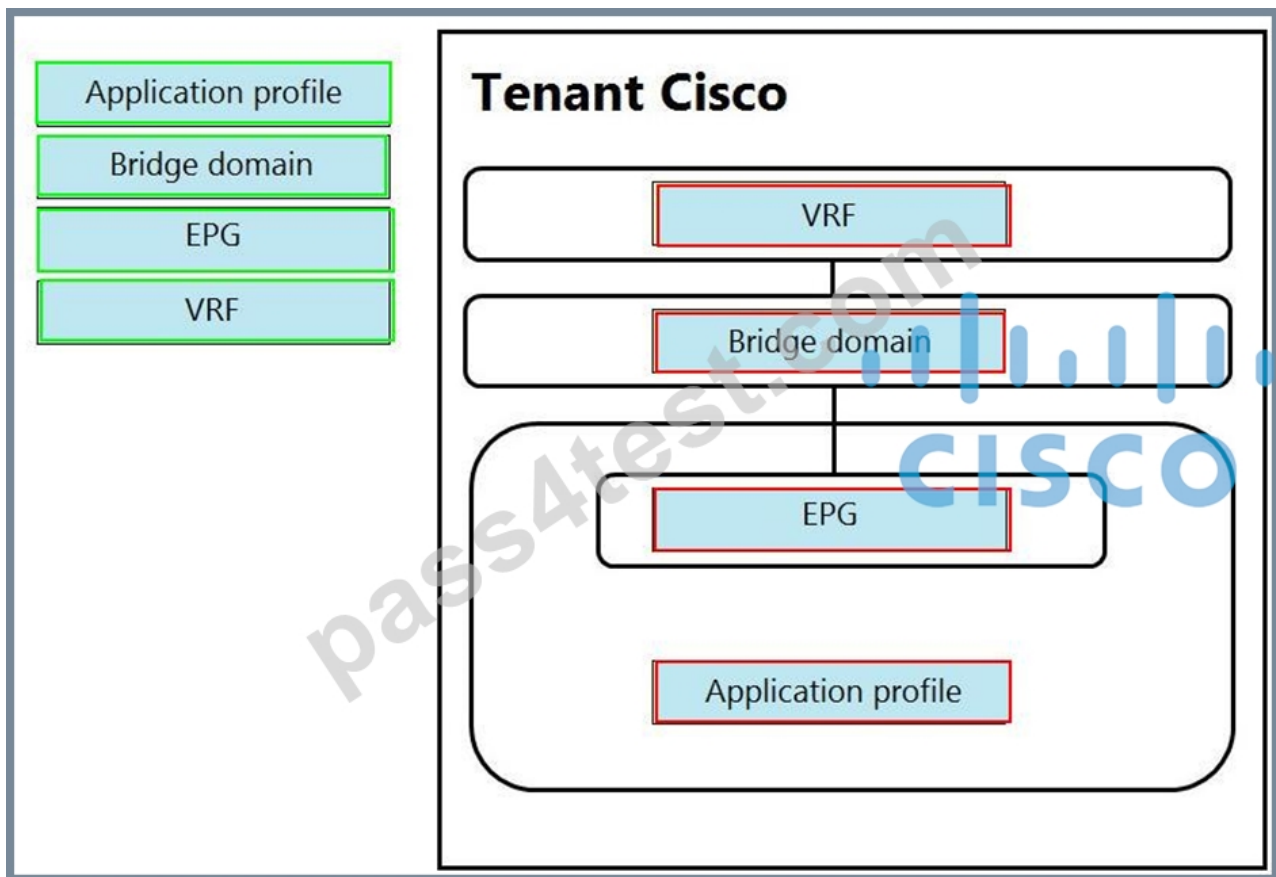 Application profile
Bridge domain
EPG
VRF
Tenant Cisco
VRF
Bridge domain
EPG
Application profile
pass4test.com
CISCO